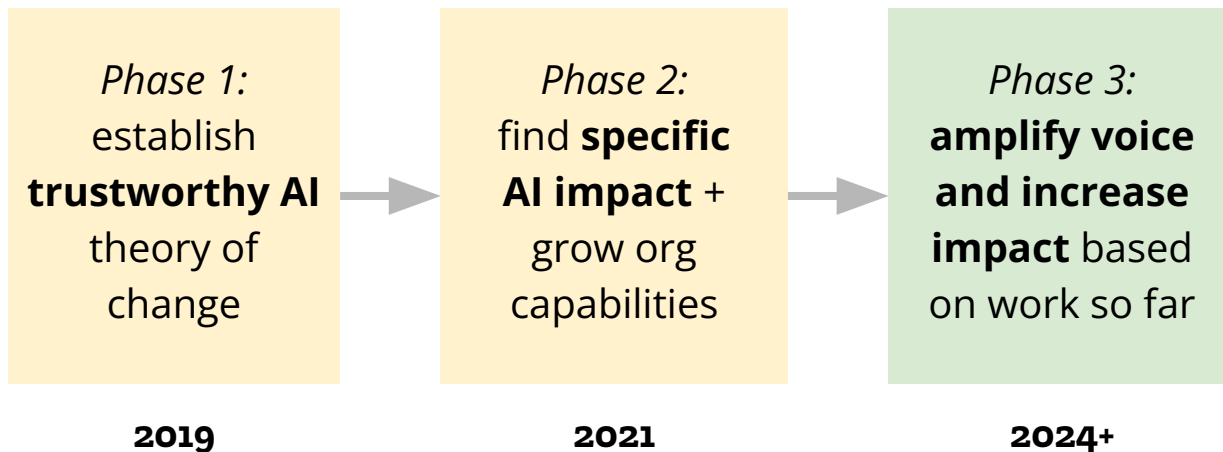 Phase 1:
establish
trustworthy AI
theory of
change
2019
Phase 2:
find specific
AI impact +
grow org
capabilities
2021
Phase 3:
amplify voice
and increase
impact based
on work so far
2024+